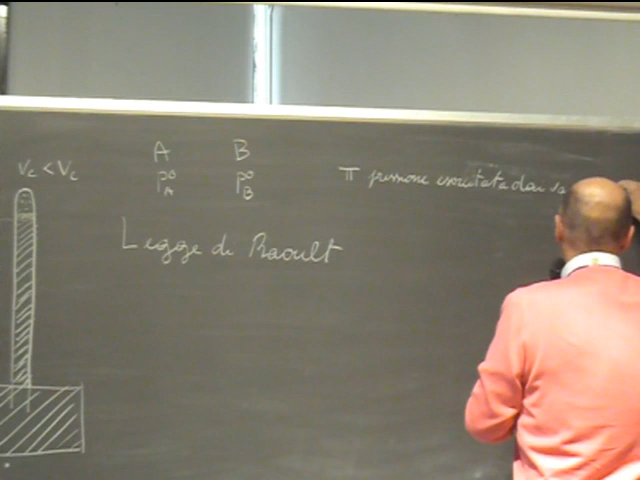 A B
v_c < V_c
p°_A p°_B
π pressione esercitata dai
Legge di Raoult